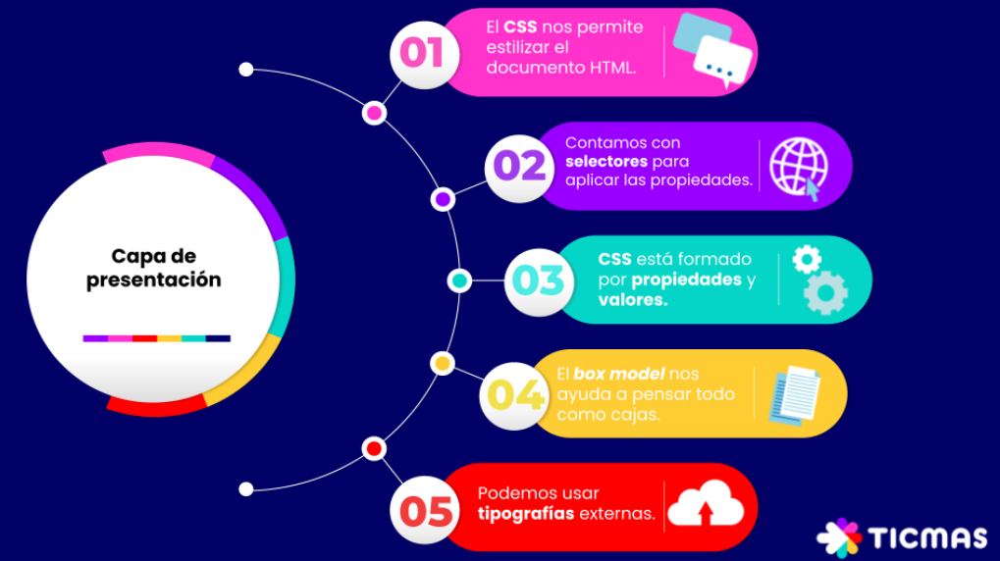 Capa de
presentación
01
El CSS nos permite
estilizar el
documento HTML.
02
Contamos con
selectores para
aplicar las propiedades.
03
CSS está formado
por propiedades y
valores.
04
El box model nos
ayuda a pensar todo
como cajas.
05
Podemos usar
tipografías externas.
TICMAS